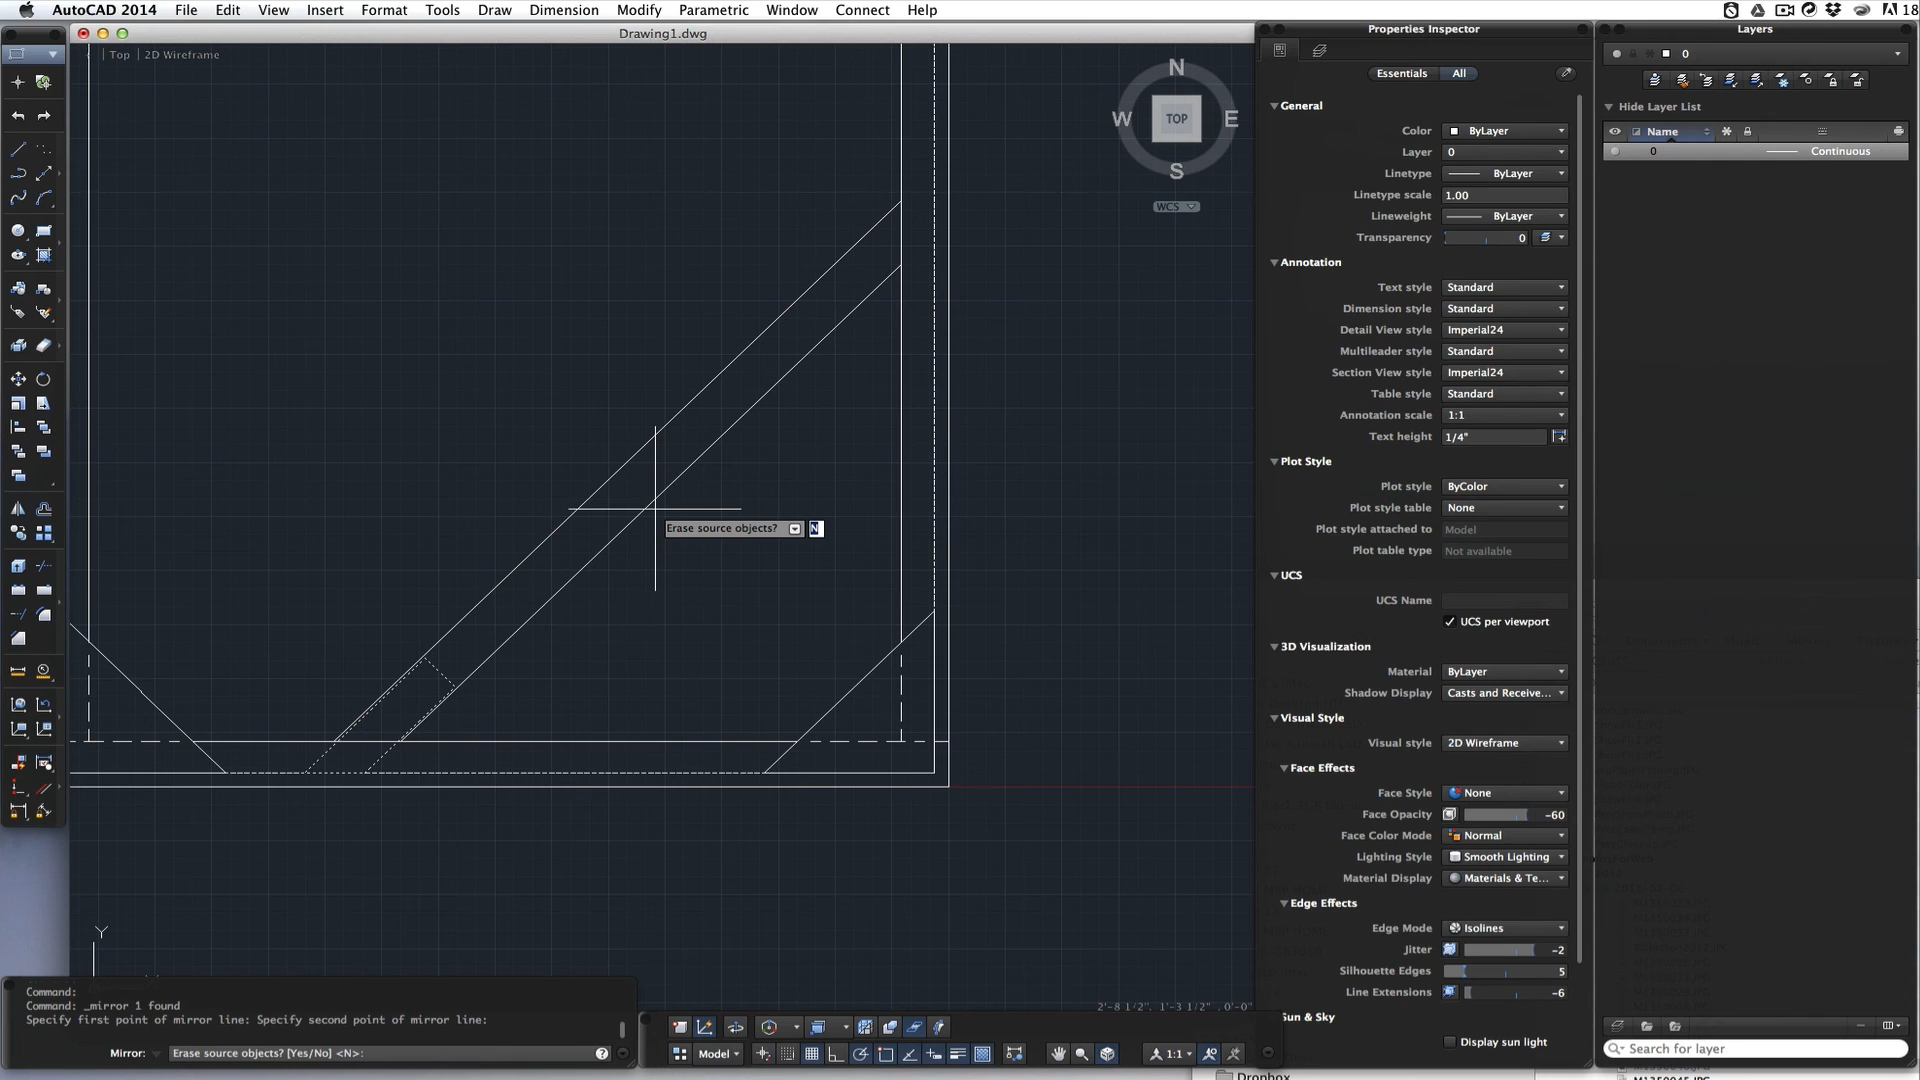 AutoCAD 2014 File Edit View Insert Format Tools Draw Dimension Modify Parametric Window Connect Help 18
Drawing1.dwg
Top 2D Wireframe
N
W TOP E
S
WCS
Erase source objects? N
Y
2'-8 1/2", 1'-3 1/2", 0'-0"
Command:
Command: _mirror 1 found
Specify first point of mirror line: Specify second point of mirror line:
Mirror: Erase source objects? [Yes/No] <N>:
Model 1:1
Properties Inspector
Essentials All
General
Color ByLayer
Layer 0
Linetype ByLayer
Linetype scale 1.00
Lineweight ByLayer
Transparency 0
Annotation
Text style Standard
Dimension style Standard
Detail View style Imperial24
Multileader style Standard
Section View style Imperial24
Table style Standard
Annotation scale 1:1
Text height 1/4"
Plot Style
Plot style ByColor
Plot style table None
Plot style attached to Model
Plot table type Not available
UCS
UCS Name
UCS per viewport
3D Visualization
Material ByLayer
Shadow Display Casts and Receive...
Visual Style
Visual style 2D Wireframe
Face Effects
Face Style None
Face Opacity -60
Face Color Mode Normal
Lighting Style Smooth Lighting
Material Display Materials & Te...
Edge Effects
Edge Mode Isolines
Jitter -2
Silhouette Edges 5
Line Extensions -6
Sun & Sky
Display sun light
Layers
0
Hide Layer List
Name
0 Continuous
Search for layer
Dropbox